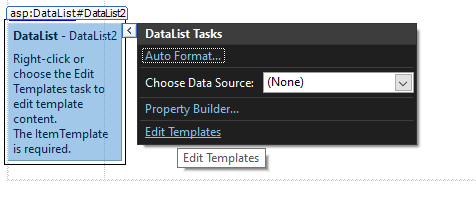 asp:DataList#DataList2
DataList - DataList2
Right-click or
choose the Edit
Templates task to
edit template
content.
The ItemTemplate
is required.
DataList Tasks
Auto Format...
Choose Data Source: (None)
Property Builder...
Edit Templates
Edit Templates